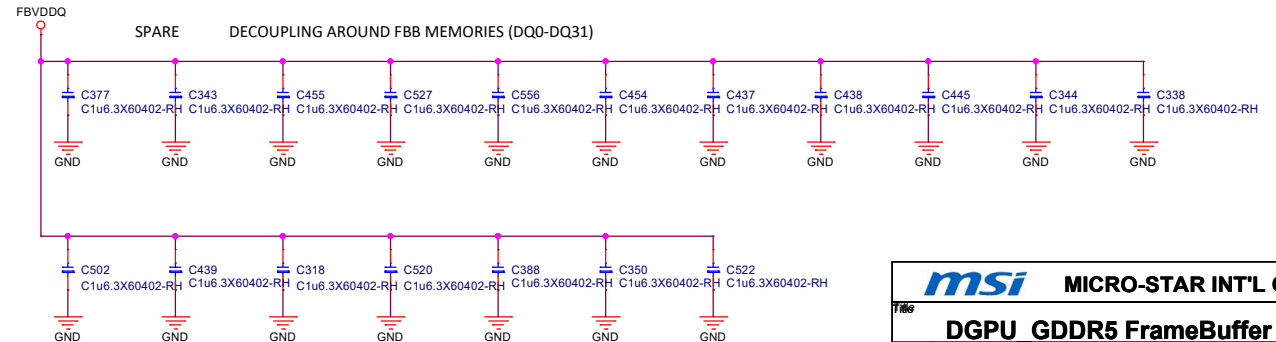 FBVDDQ
SPARE DECOUPLING AROUND FBB MEMORIES (DQ0-DQ31)
C377 C343 C455 C527 C556 C454 C437 C438 C445 C344 C338
C1u6.3X60402-RH C1u6.3X60402-RH C1u6.3X60402-RH C1u6.3X60402-RH C1u6.3X60402-RH C1u6.3X60402-RH C1u6.3X60402-RH C1u6.3X60402-RH C1u6.3X60402-RH C1u6.3X60402-RH C1u6.3X60402-RH
GND GND GND GND GND GND GND GND GND GND GND
C502 C439 C318 C520 C388 C350 C522
C1u6.3X60402-RH C1u6.3X60402-RH C1u6.3X60402-RH C1u6.3X60402-RH C1u6.3X60402-RH C1u6.3X60402-RH C1u6.3X60402-RH
GND GND GND GND GND GND GND
msi MICRO-STAR INT'L
Title
DGPU_GDDR5 FrameBuffer